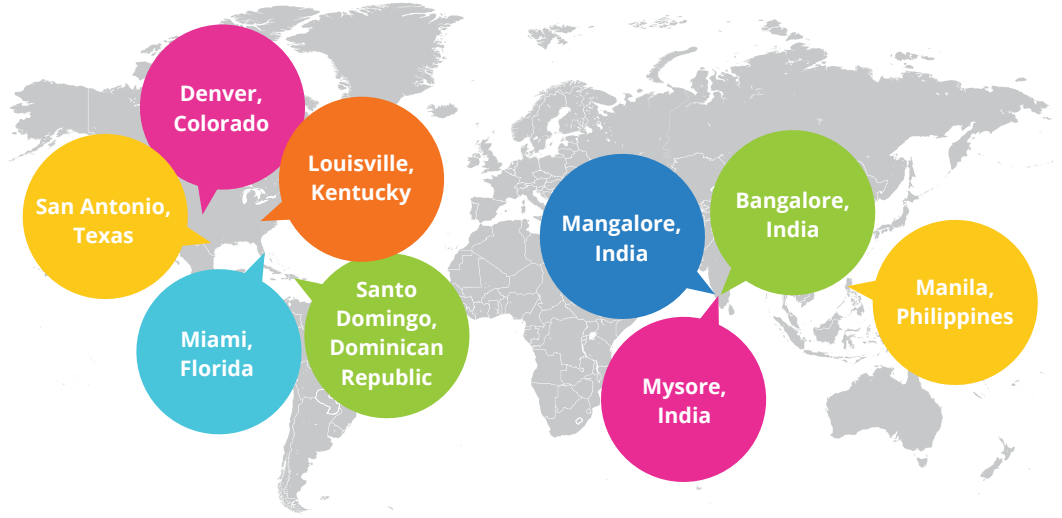 Denver,
Colorado
Louisville,
Kentucky
San Antonio,
Texas
Miami,
Florida
Santo
Domingo,
Dominican
Republic
Mangalore,
India
Bangalore,
India
Mysore,
India
Manila,
Philippines